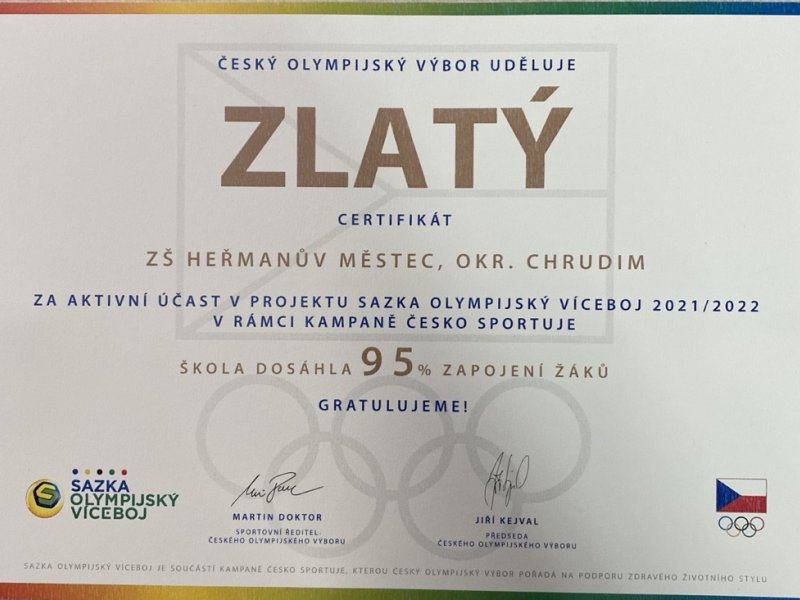 ČESKÝ OLYMPIJSKÝ VÝBOR UDĚLUJE
ZLATÝ
CERTIFIKÁT
ZŠ HEŘMANŮV MĚSTEC, OKR. CHRUDIM
ZA AKTIVNÍ ÚČAST V PROJEKTU SAZKA OLYMPIJSKÝ VÍCEBOJ 2021/2022
V RÁMCI KAMPANĚ ČESKO SPORTUJE
ŠKOLA DOSÁHLA 95% ZAPOJENÍ ŽÁKŮ
GRATULUJEME!
SAZKA
OLYMPIJSKÝ
VÍCEBOJ
MARTIN DOKTOR
SPORTOVNÍ ŘEDITEL
ČESKÉHO OLYMPIJSKÉHO VÝBORU
JIŘÍ KEJVAL
PŘEDSEDA
ČESKÉHO OLYMPIJSKÉHO VÝBORU
SAZKA OLYMPIJSKÝ VÍCEBOJ JE SOUČÁSTÍ KAMPANĚ ČESKO SPORTUJE, KTEROU ČESKÝ OLYMPIJSKÝ VÝBOR POŘÁDÁ NA PODPORU ZDRAVÉHO ŽIVOTNÍHO STYLU